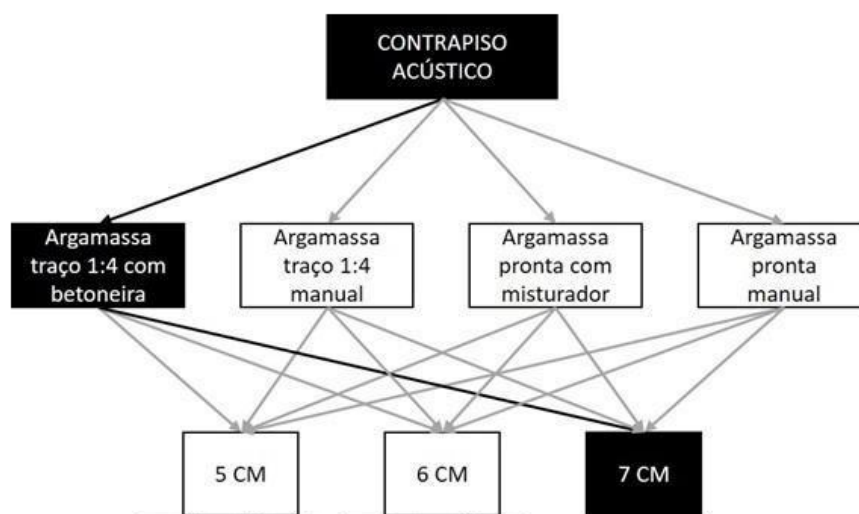 CONTRAPISO
ACÚSTICO
Argamassa
traço 1:4 com
betoneira
Argamassa
traço 1:4
manual
Argamassa
pronta com
misturador
Argamassa
pronta
manual
5 CM
6 CM
7 CM